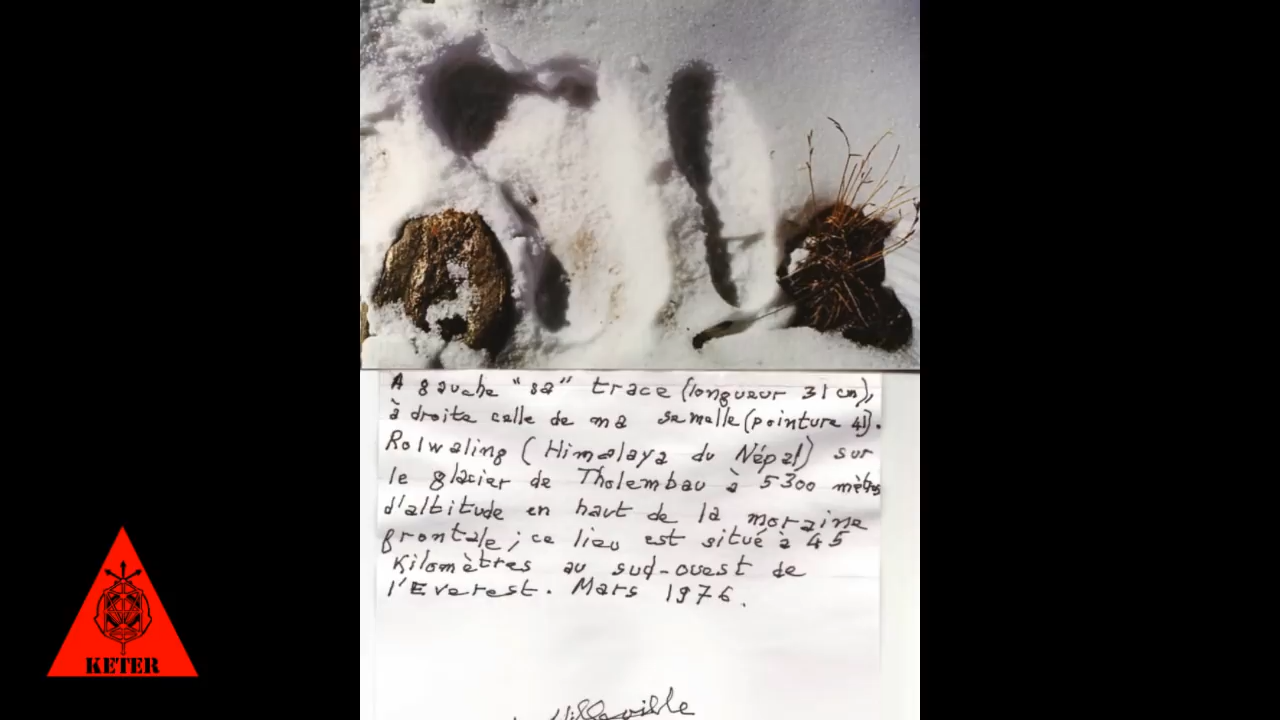 A gauche "sa" trace (longueur 31 cm),
à droite celle de ma semelle (pointure 41).
Rolwaling (Himalaya du Népal) sur
le glacier de Tholembau à 5300 mètres
d'altitude en haut de la moraine
frontale ; ce lieu est situé à 45
Kilomètres au sud-ouest de
l'Everest. Mars 1976.
KETER